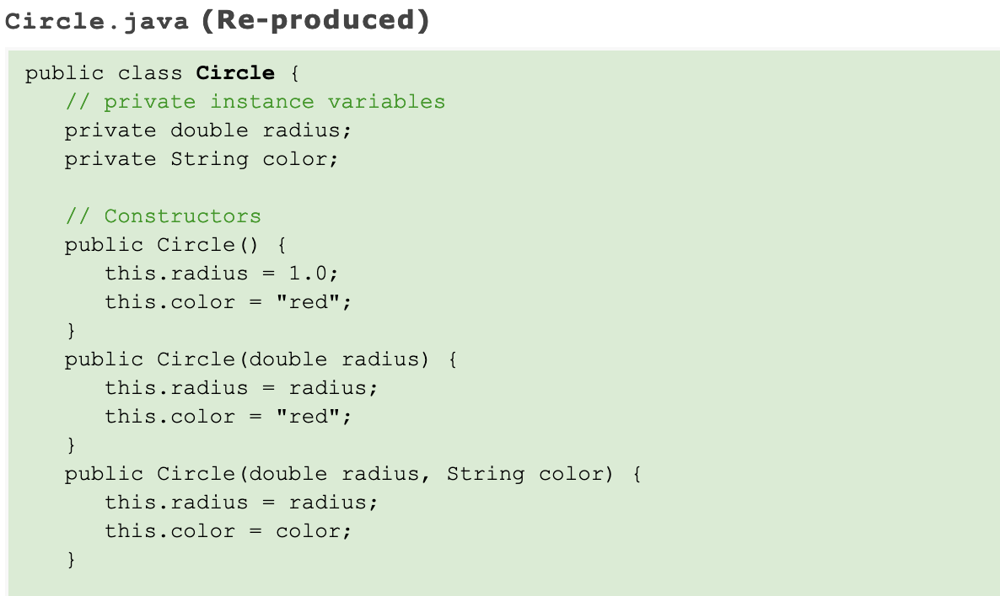 Circle.java (Re-produced)
public class Circle {
   // private instance variables
   private double radius;
   private String color;

   // Constructors
   public Circle() {
      this.radius = 1.0;
      this.color = "red";
   }
   public Circle(double radius) {
      this.radius = radius;
      this.color = "red";
   }
   public Circle(double radius, String color) {
      this.radius = radius;
      this.color = color;
   }